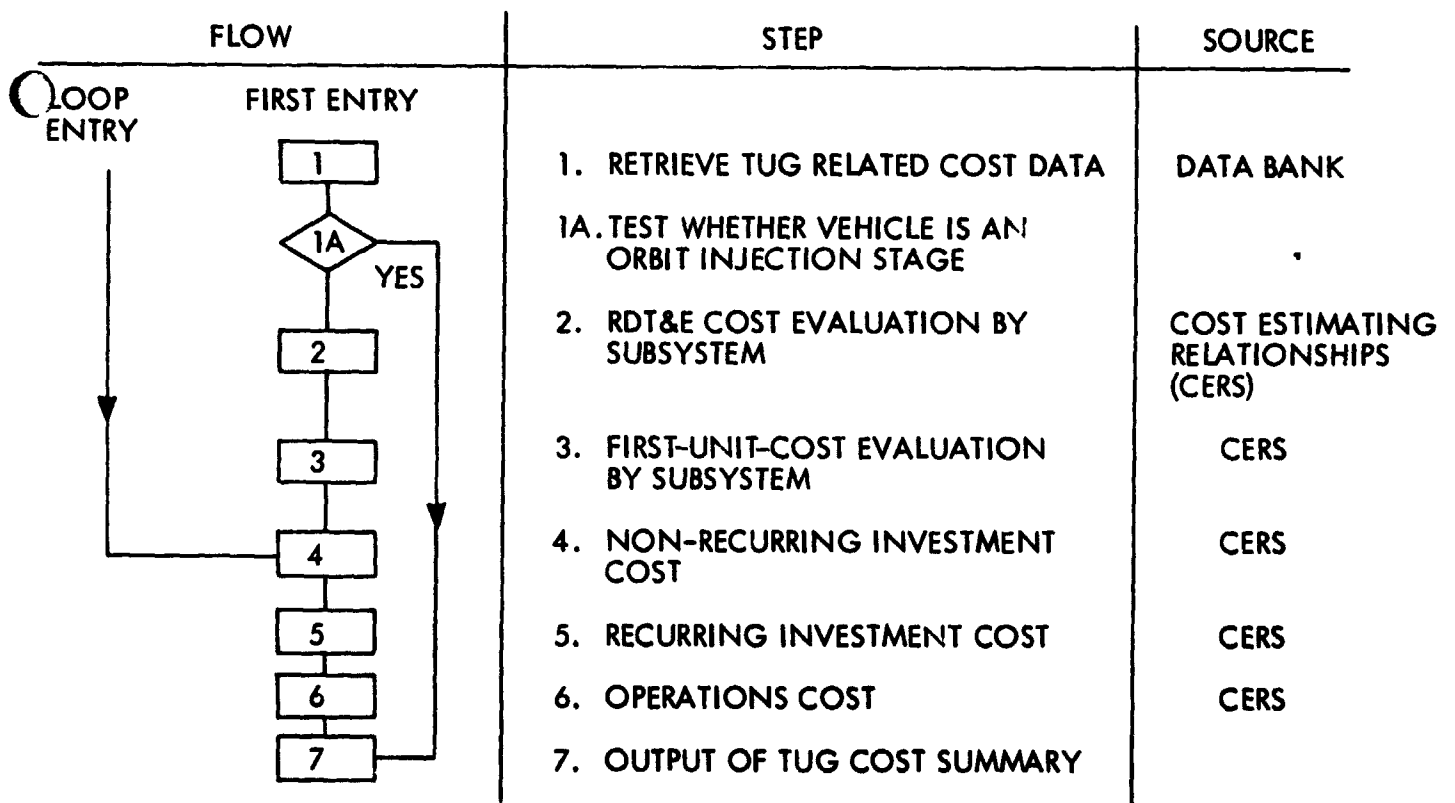 FLOW STEP SOURCE
LOOP ENTRY
FIRST ENTRY
1
1A
YES
2
3
4
5
6
7
1. RETRIEVE TUG RELATED COST DATA DATA BANK
1A. TEST WHETHER VEHICLE IS AN
ORBIT INJECTION STAGE
2. RDT&E COST EVALUATION BY
SUBSYSTEM
COST ESTIMATING
RELATIONSHIPS
(CERS)
3. FIRST-UNIT-COST EVALUATION
BY SUBSYSTEM
CERS
4. NON-RECURRING INVESTMENT
COST
CERS
5. RECURRING INVESTMENT COST CERS
6. OPERATIONS COST CERS
7. OUTPUT OF TUG COST SUMMARY